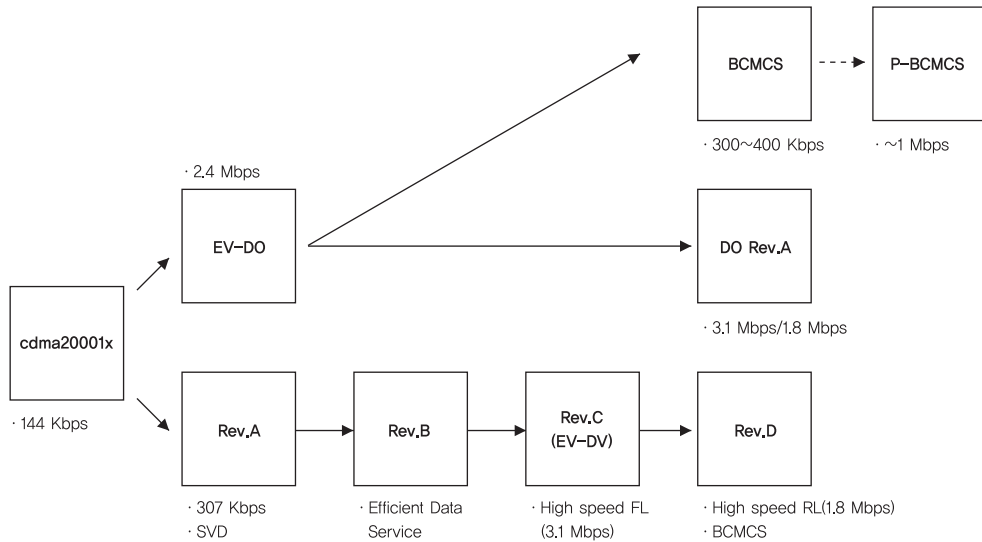 BCMCS
P-BCMCS
· 300~400 Kbps
· ~1 Mbps
· 2.4 Mbps
EV-DO
DO Rev.A
· 3.1 Mbps/1.8 Mbps
cdma20001x
· 144 Kbps
Rev.A
Rev.B
Rev.C
(EV-DV)
Rev.D
· 307 Kbps
· SVD
· Efficient Data
Service
· High speed FL
(3.1 Mbps)
· High speed RL(1.8 Mbps)
· BCMCS